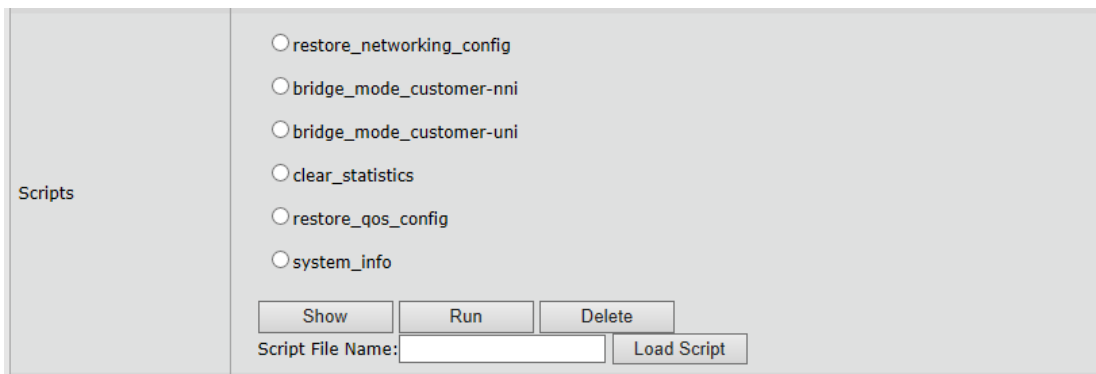 restore_networking_config
bridge_mode_customer-nni
bridge_mode_customer-uni
clear_statistics
Scripts
restore_qos_config
system_info
Show Run Delete
Script File Name: Load Script